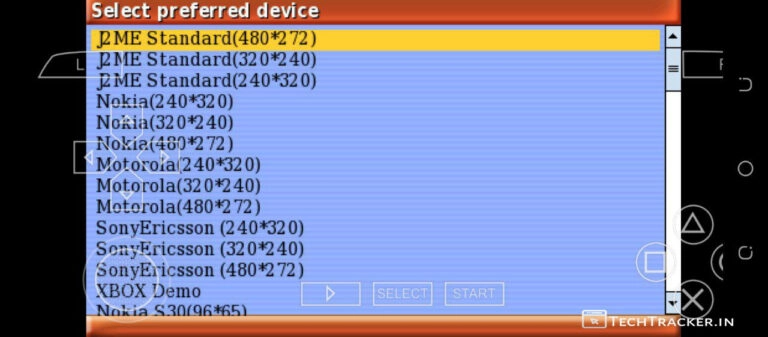 Select preferred device
J2ME Standard(480*272)
J2ME Standard(320*240)
J2ME Standard(240*320)
Nokia(240*320)
Nokia(320*240)
Nokia(480*272)
Motorola(240*320)
Motorola(320*240)
Motorola(480*272)
SonyEricsson (240*320)
SonyEricsson (320*240)
SonyEricsson (480*272)
XBOX Demo
Nokia S30(96*65)
L
SELECT
START
TECHTRACKER.IN